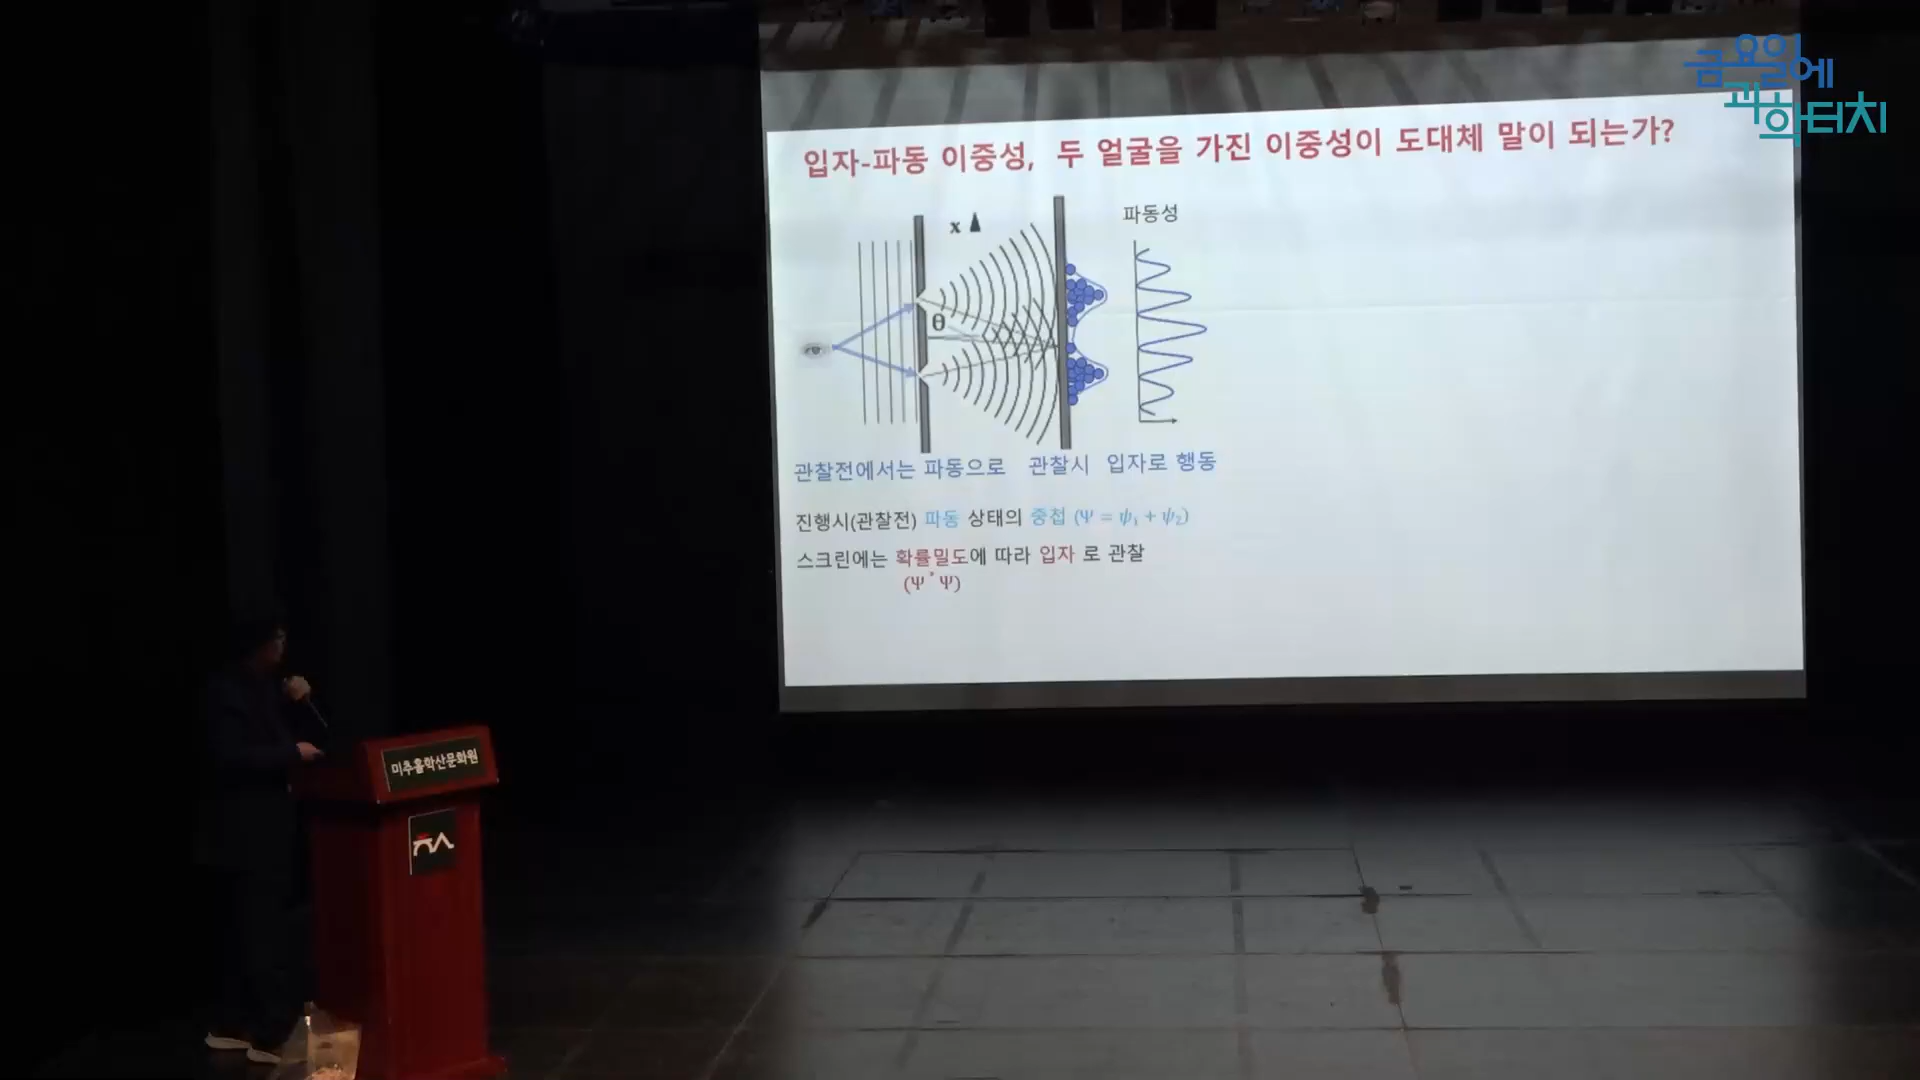 금요일에
과학터치
입자-파동 이중성, 두 얼굴을 가진 이중성이 도대체 말이 되는가?
x
파동성
θ
관찰전에서는 파동으로 관찰시 입자로 행동
진행시(관찰전) 파동 상태의 중첩 (Ψ = ψ₁ + ψ₂)
스크린에는 확률밀도에 따라 입자 로 관찰
(Ψ*Ψ)
미추홀학산문화원